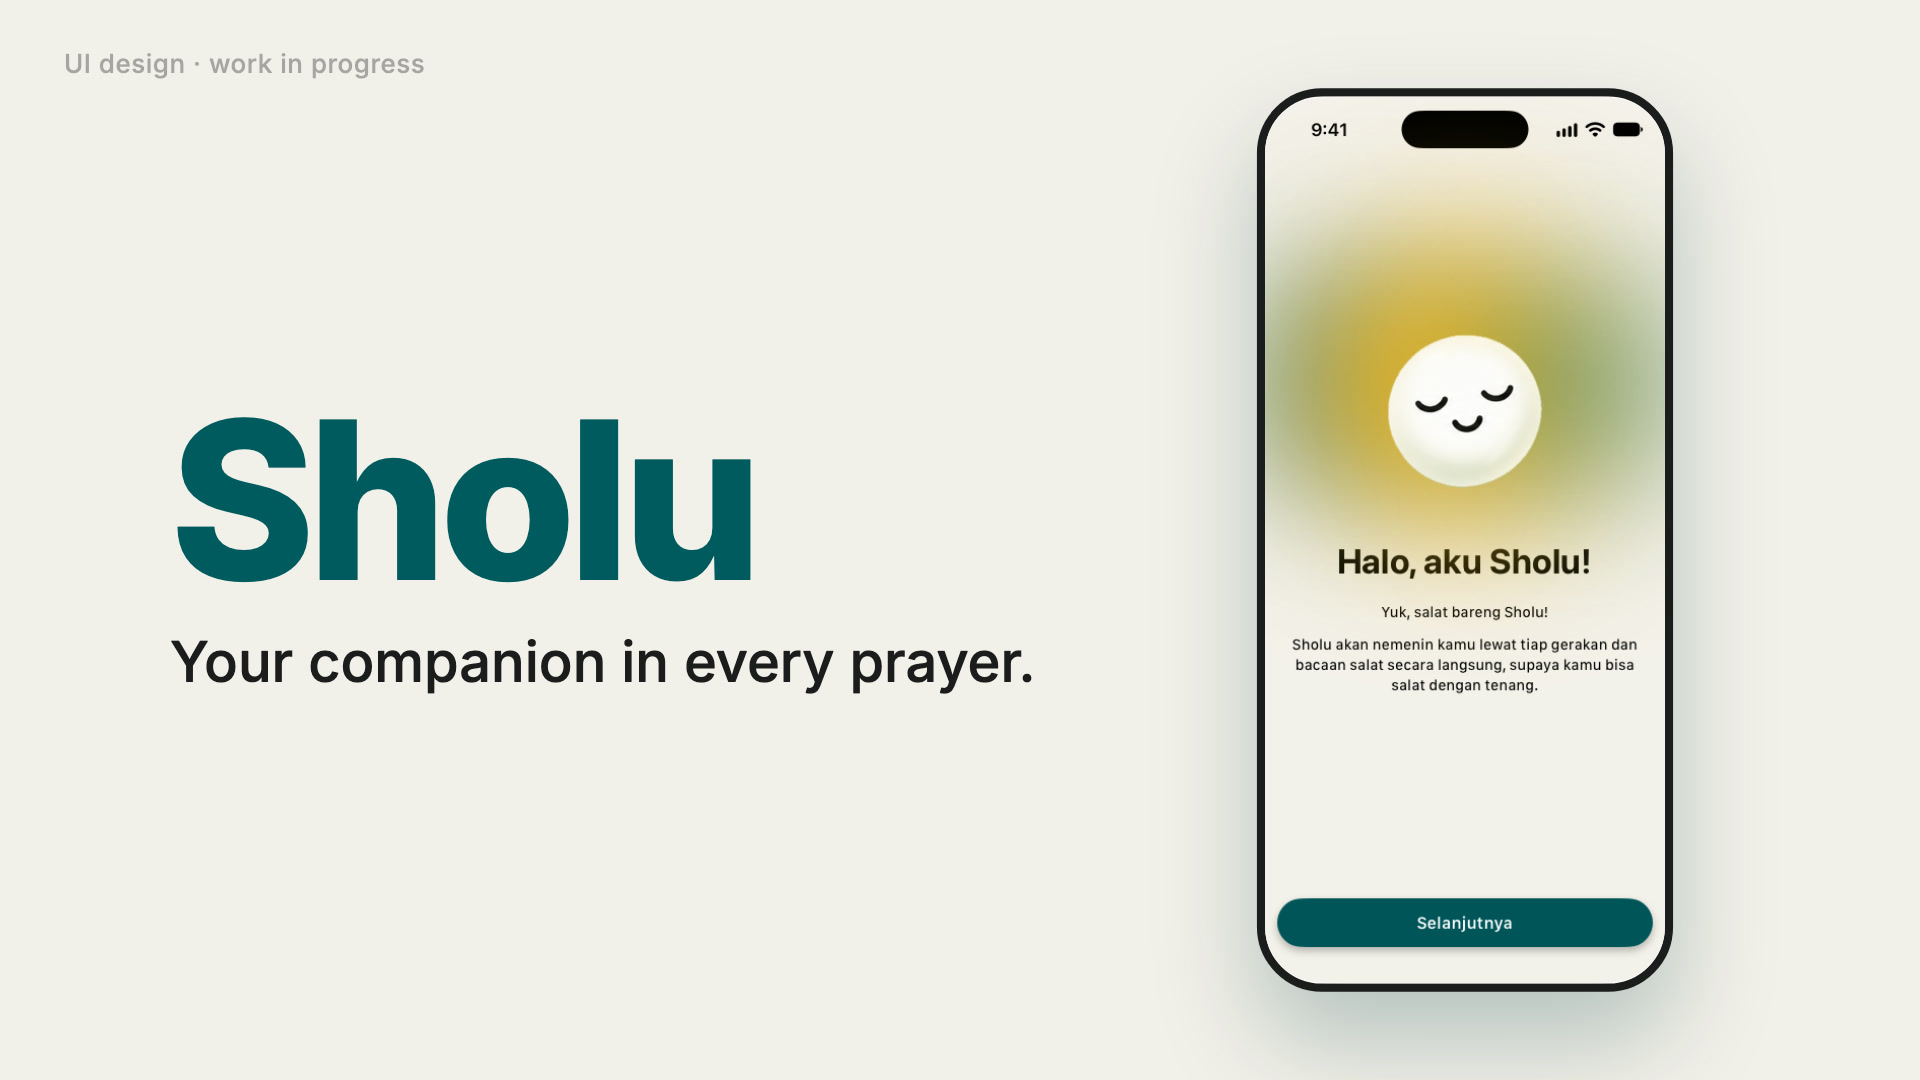 UI design · work in progress
Sholu
Your companion in every prayer.
9:41
Halo, aku Sholu!
Yuk, salat bareng Sholu!
Sholu akan nemenin kamu lewat tiap gerakan dan
bacaan salat secara langsung, supaya kamu bisa
salat dengan tenang.
Selanjutnya